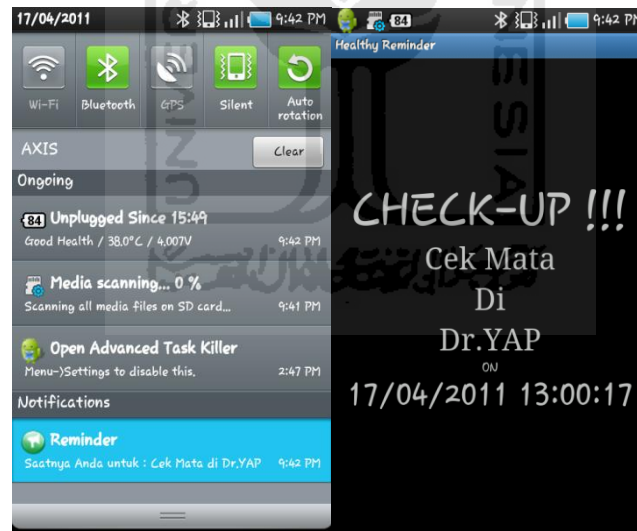 17/04/2011
9:42 PM
Wi-Fi
Bluetooth
GPS
Silent
Auto rotation
AXIS
Clear
Ongoing
84 Unplugged Since 15:49
Good Health / 38.0°C / 4.007V 9:42 PM
Media scanning... 0 %
Scanning all media files on SD card... 9:41 PM
Open Advanced Task Killer
Menu->Settings to disable this. 2:47 PM
Notifications
Reminder
Saatnya Anda untuk : Cek Mata di Dr.YAP 9:42 PM
84 9:42 PM
Healthy Reminder
CHECK-UP !!!
Cek Mata
Di
Dr.YAP
ON
17/04/2011 13:00:17